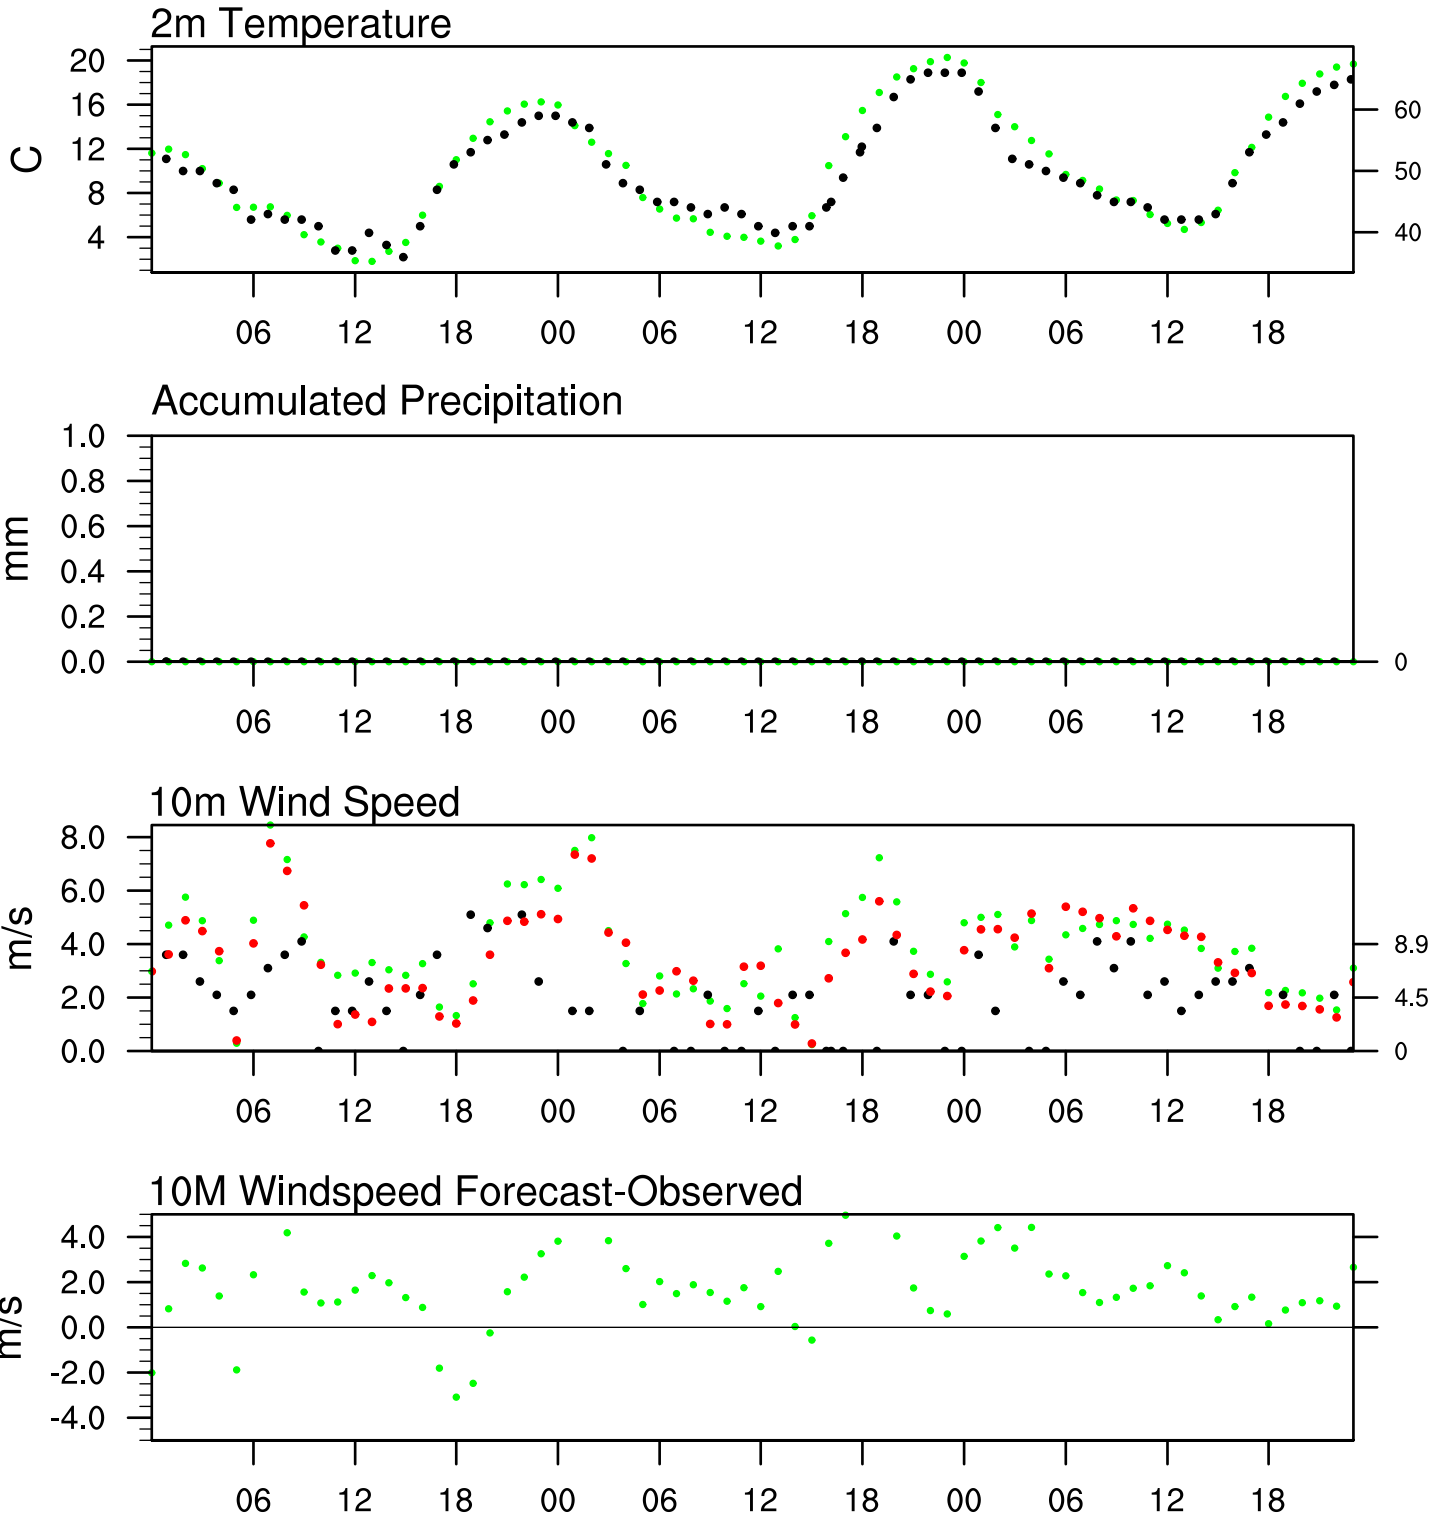 2m Temperature
20
16
12
8
4
C
60
50
40
06 12 18 00 06 12 18 00 06 12 18
Accumulated Precipitation
1.0
0.8
0.6
0.4
0.2
0.0
mm
0
06 12 18 00 06 12 18 00 06 12 18
10m Wind Speed
8.0
6.0
4.0
2.0
0.0
m/s
8.9
4.5
0
06 12 18 00 06 12 18 00 06 12 18
10M Windspeed Forecast-Observed
4.0
2.0
0.0
-2.0
-4.0
m/s
06 12 18 00 06 12 18 00 06 12 18